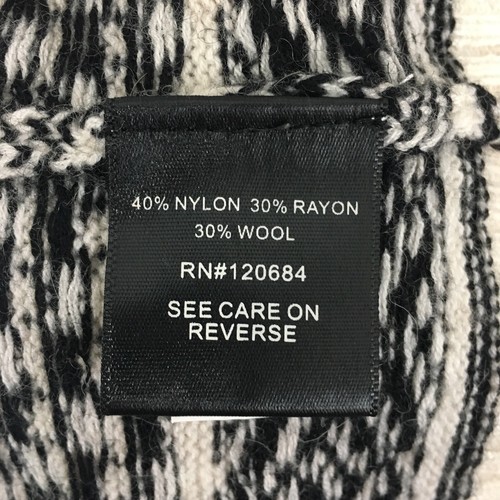 40% NYLON 30% RAYON
30% WOOL
RN#120684
SEE CARE ON
REVERSE